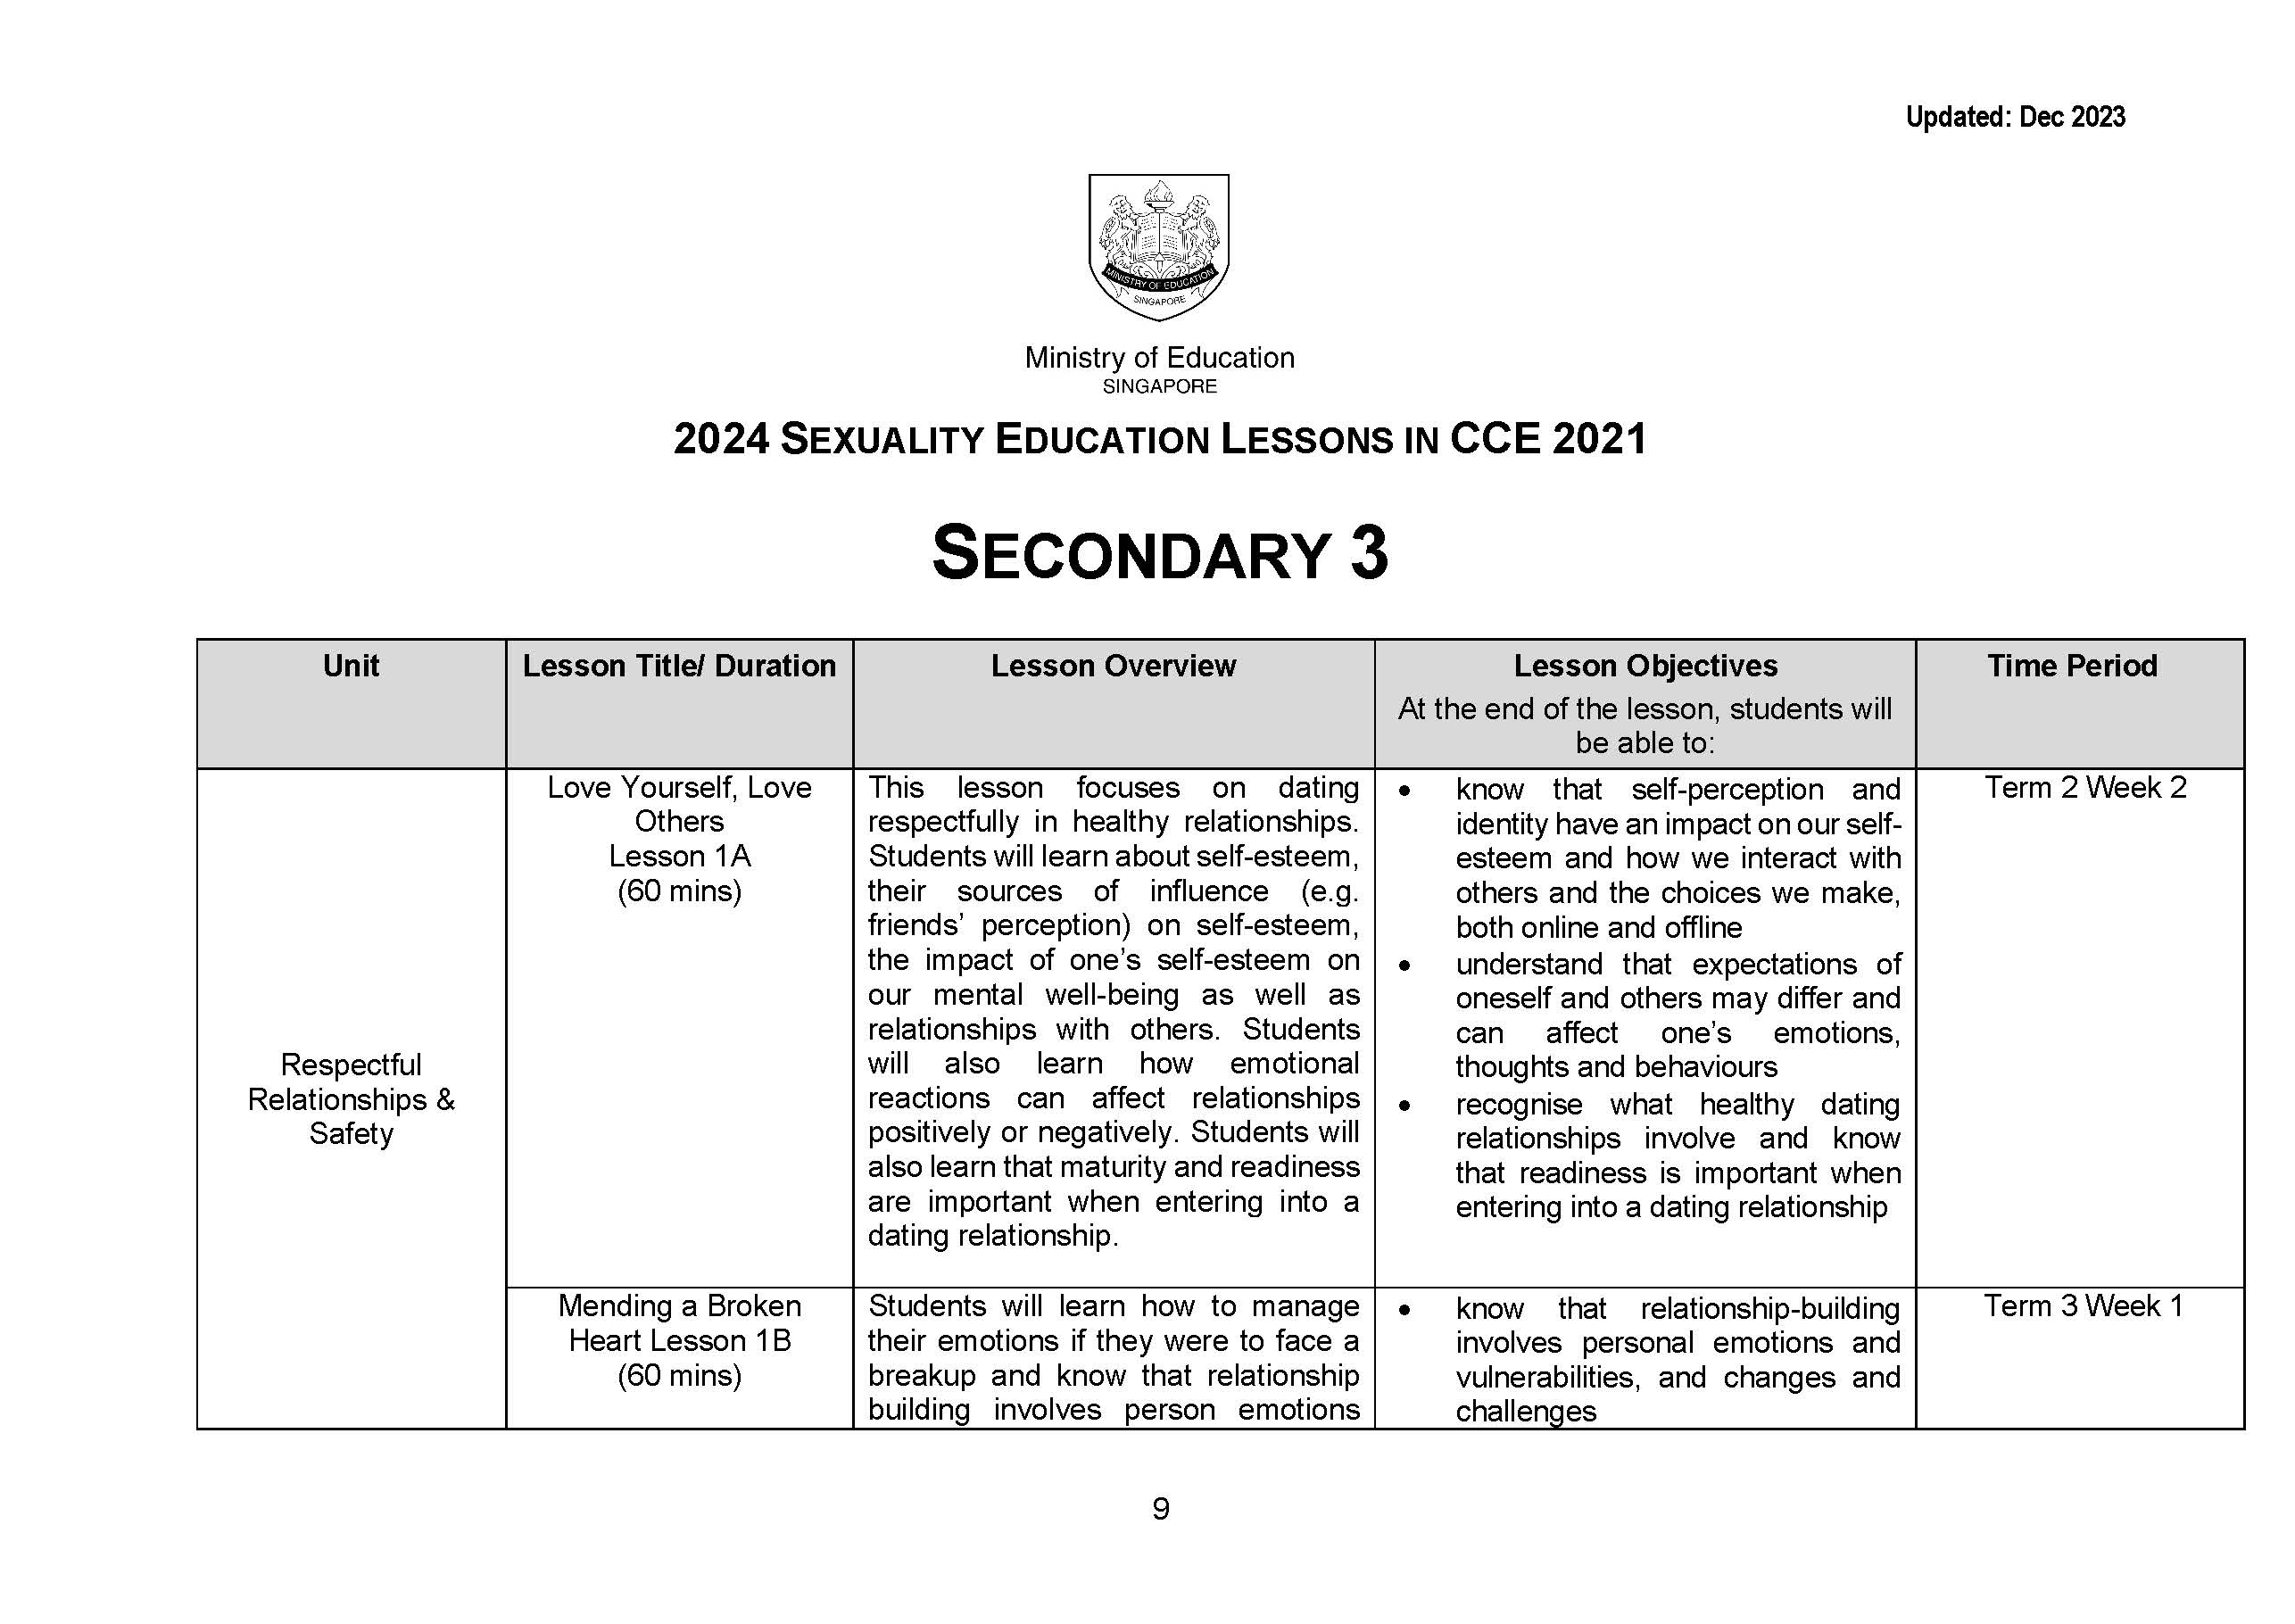 Updated: Dec 2023
MINISTRY OF EDUCATION
SINGAPORE
Ministry of Education
SINGAPORE
2024 SEXUALITY EDUCATION LESSONS IN CCE 2021
SECONDARY 3
Unit
Lesson Title/ Duration
Lesson Overview
Lesson Objectives
At the end of the lesson, students will
be able to:
Time Period
Respectful
Relationships &
Safety
Love Yourself, Love
Others
Lesson 1A
(60 mins)
This lesson focuses on dating
respectfully in healthy relationships.
Students will learn about self-esteem,
their sources of influence (e.g.
friends’ perception) on self-esteem,
the impact of one’s self-esteem on
our mental well-being as well as
relationships with others. Students
will also learn how emotional
reactions can affect relationships
positively or negatively. Students will
also learn that maturity and readiness
are important when entering into a
dating relationship.
• know that self-perception and
identity have an impact on our self-
esteem and how we interact with
others and the choices we make,
both online and offline
• understand that expectations of
oneself and others may differ and
can affect one’s emotions,
thoughts and behaviours
• recognise what healthy dating
relationships involve and know
that readiness is important when
entering into a dating relationship
Term 2 Week 2
Mending a Broken
Heart Lesson 1B
(60 mins)
Students will learn how to manage
their emotions if they were to face a
breakup and know that relationship
building involves person emotions
• know that relationship-building
involves personal emotions and
vulnerabilities, and changes and
challenges
Term 3 Week 1
9